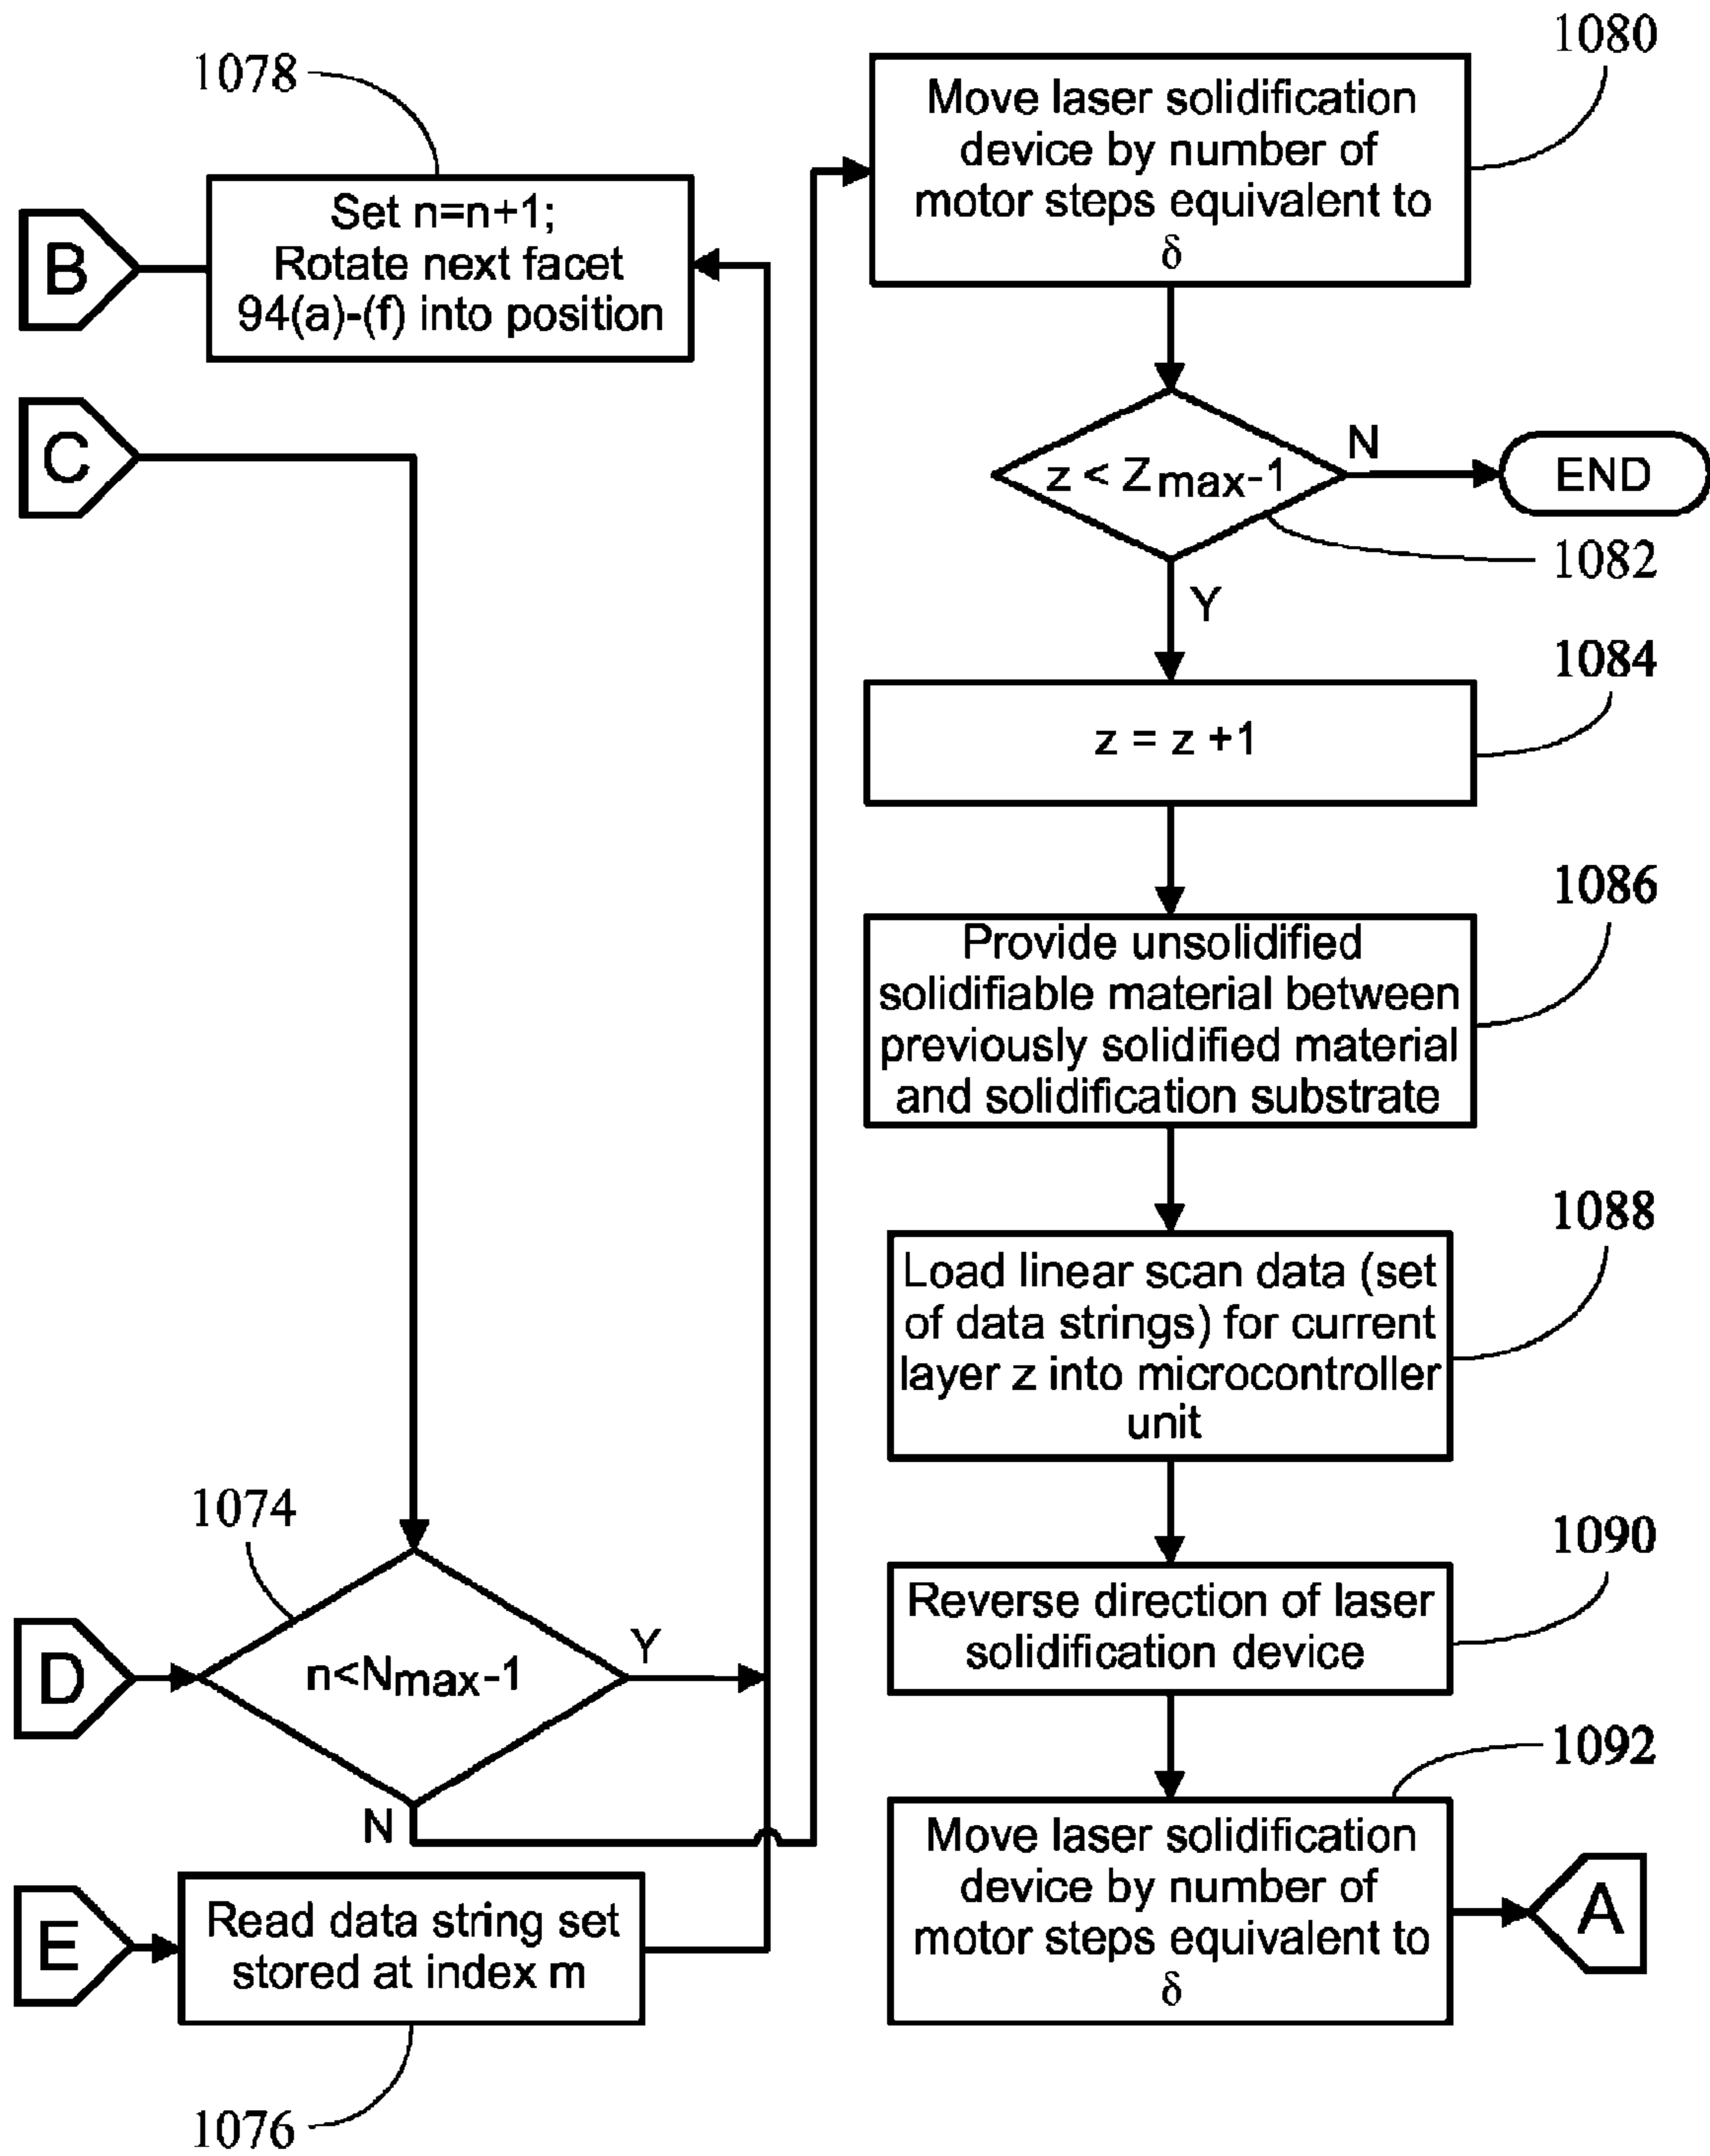 1078
B
Set n=n+1;
Rotate next facet
94(a)-(f) into position
C
1074
D
n<Nmax-1
Y
N
E
Read data string set
stored at index m
1076
1080
Move laser solidification
device by number of
motor steps equivalent to
δ
z < Zmax-1
N
END
1082
Y
1084
z = z +1
1086
Provide unsolidified
solidifiable material between
previously solidified material
and solidification substrate
1088
Load linear scan data (set
of data strings) for current
layer z into microcontroller
unit
1090
Reverse direction of laser
solidification device
1092
Move laser solidification
device by number of
motor steps equivalent to
δ
A